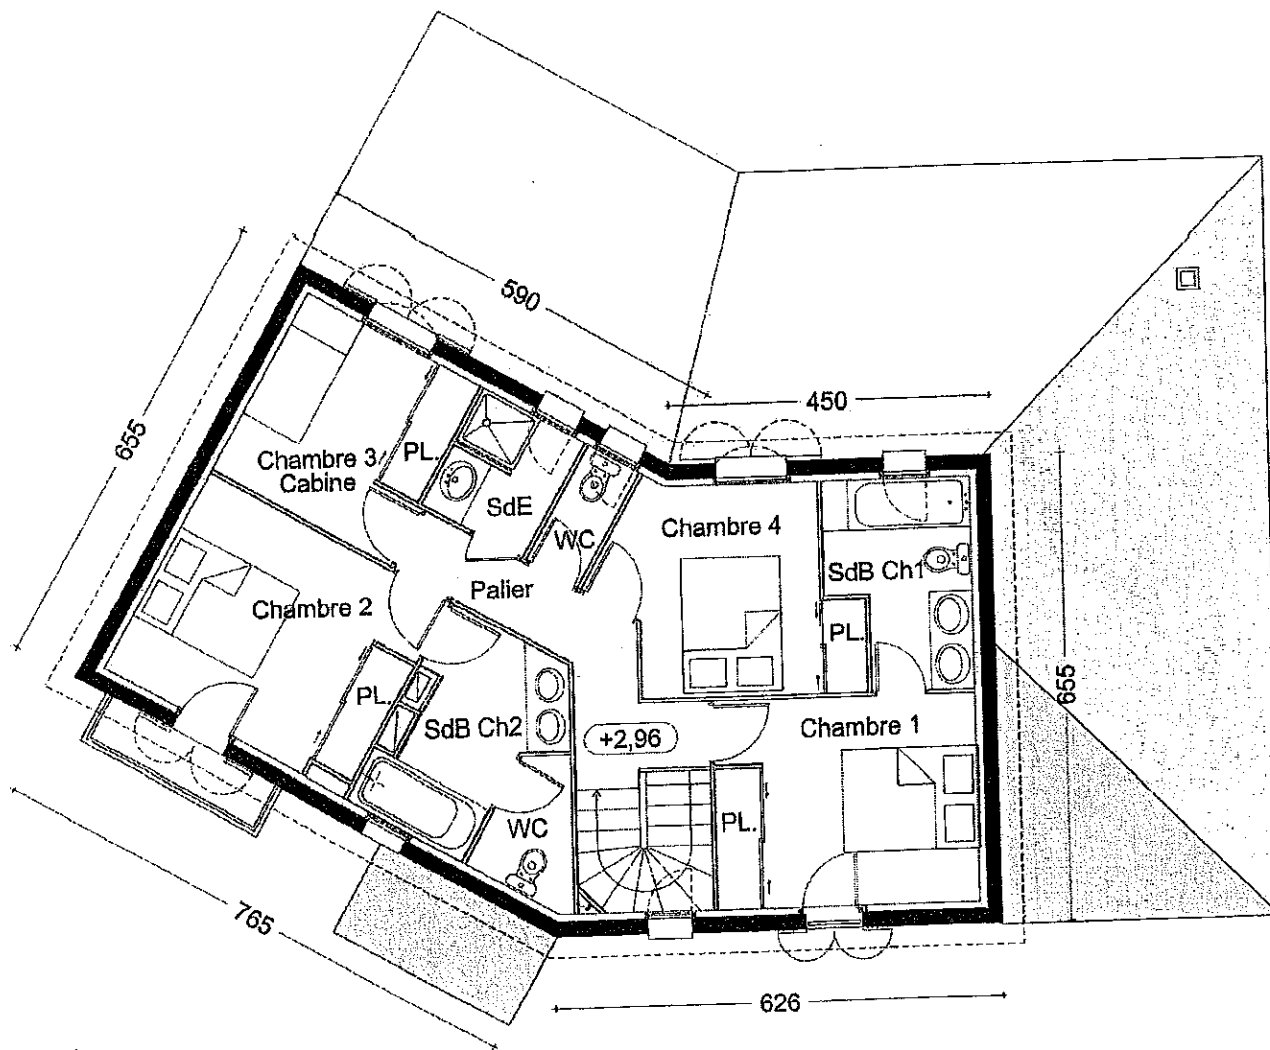 590
450
655
Chambre 3/
Cabine
PL.
SdE
WC
Chambre 4
SdB Ch1
Palier
Chambre 2
PL.
PL.
655
SdB Ch2
+2,96
Chambre 1
WC
PL.
765
626